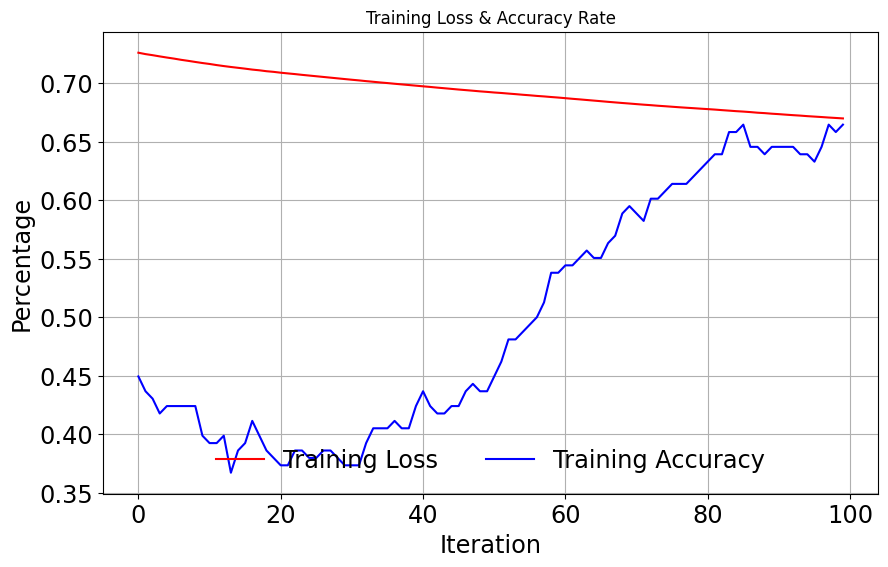 Training Loss & Accuracy Rate
Percentage
0.70
0.65
0.60
0.55
0.50
0.45
0.40
0.35
Training Loss Training Accuracy
0 20 40 60 80 100
Iteration